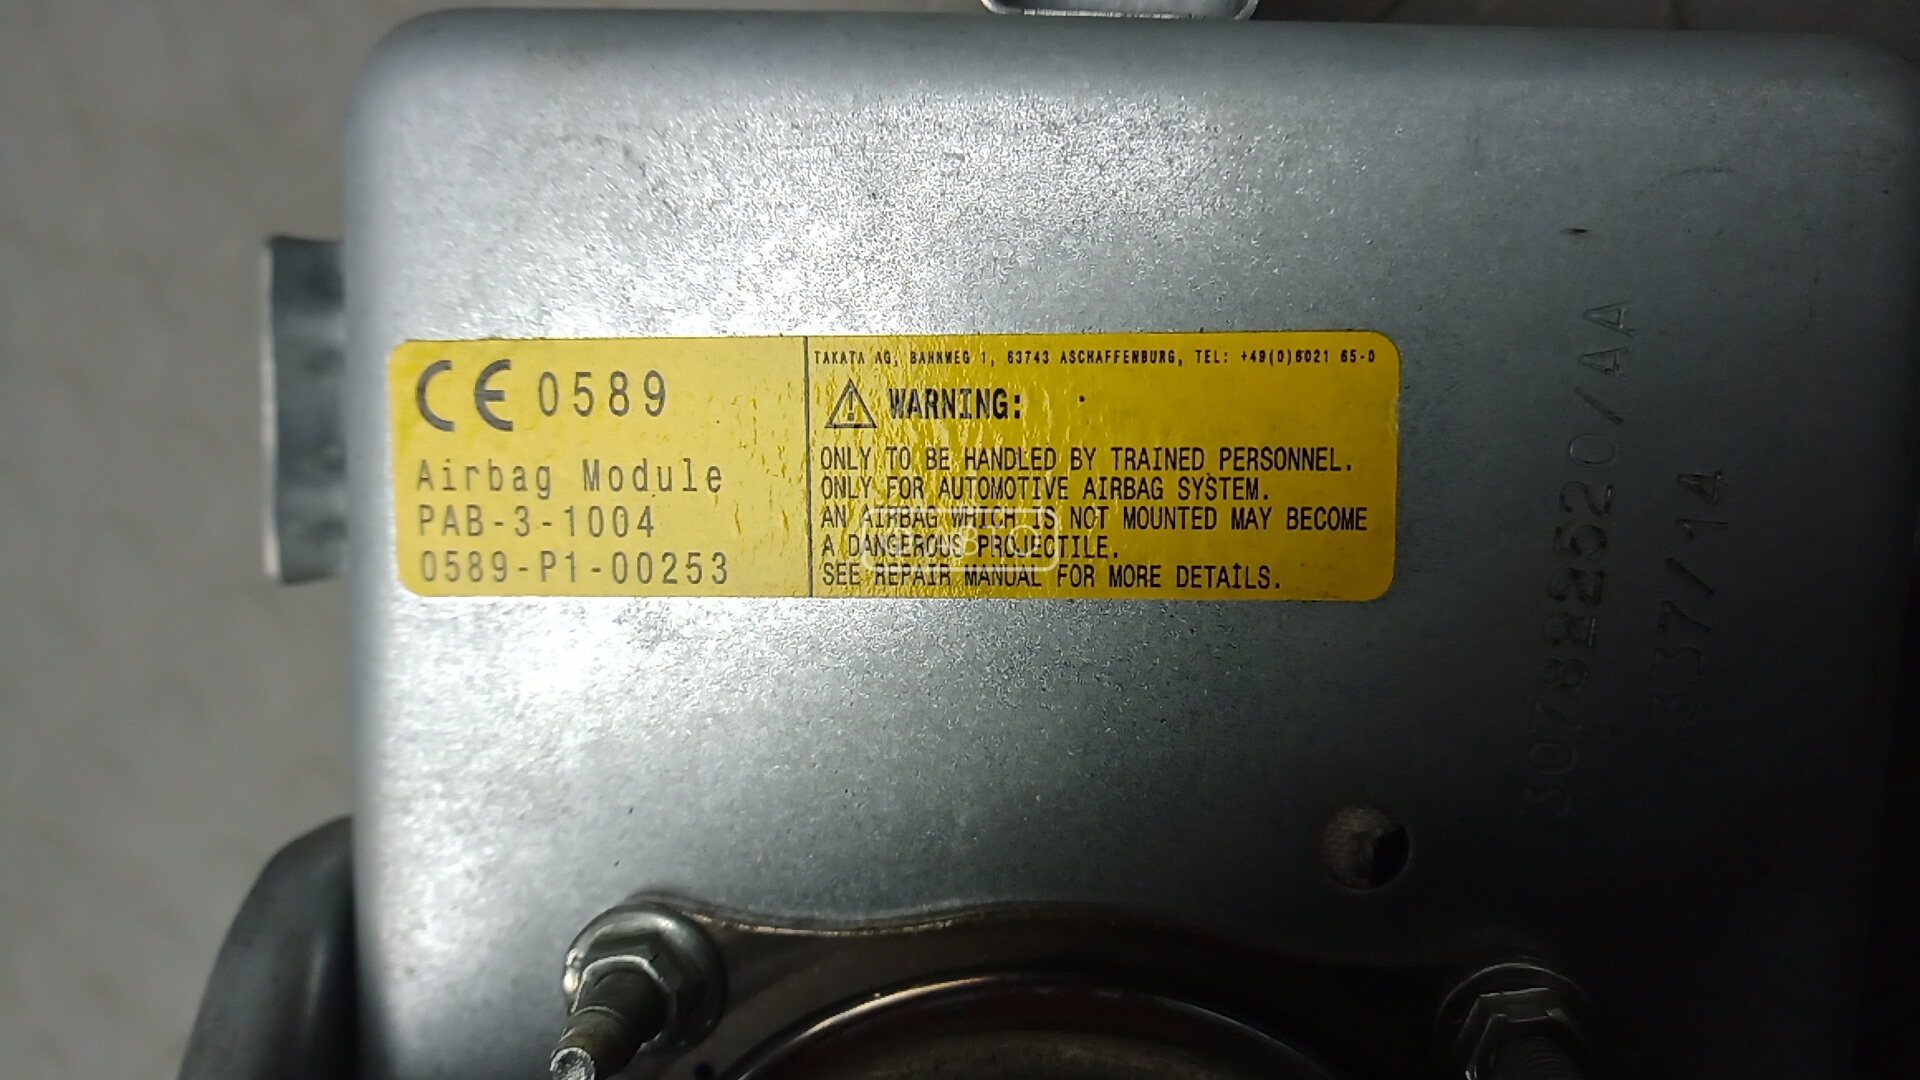 CE 0589
Airbag Module
PAB-3-1004
0589-P1-00253
TAKATA AG, BAHNWEG 1, 63743 ASCHAFFENBURG, TEL: +49(0)6021 65-0
WARNING:
ONLY TO BE HANDLED BY TRAINED PERSONNEL.
ONLY FOR AUTOMOTIVE AIRBAG SYSTEM.
AN AIRBAG WHICH IS NOT MOUNTED MAY BECOME
A DANGEROUS PROJECTILE.
SEE REPAIR MANUAL FOR MORE DETAILS.
337/14